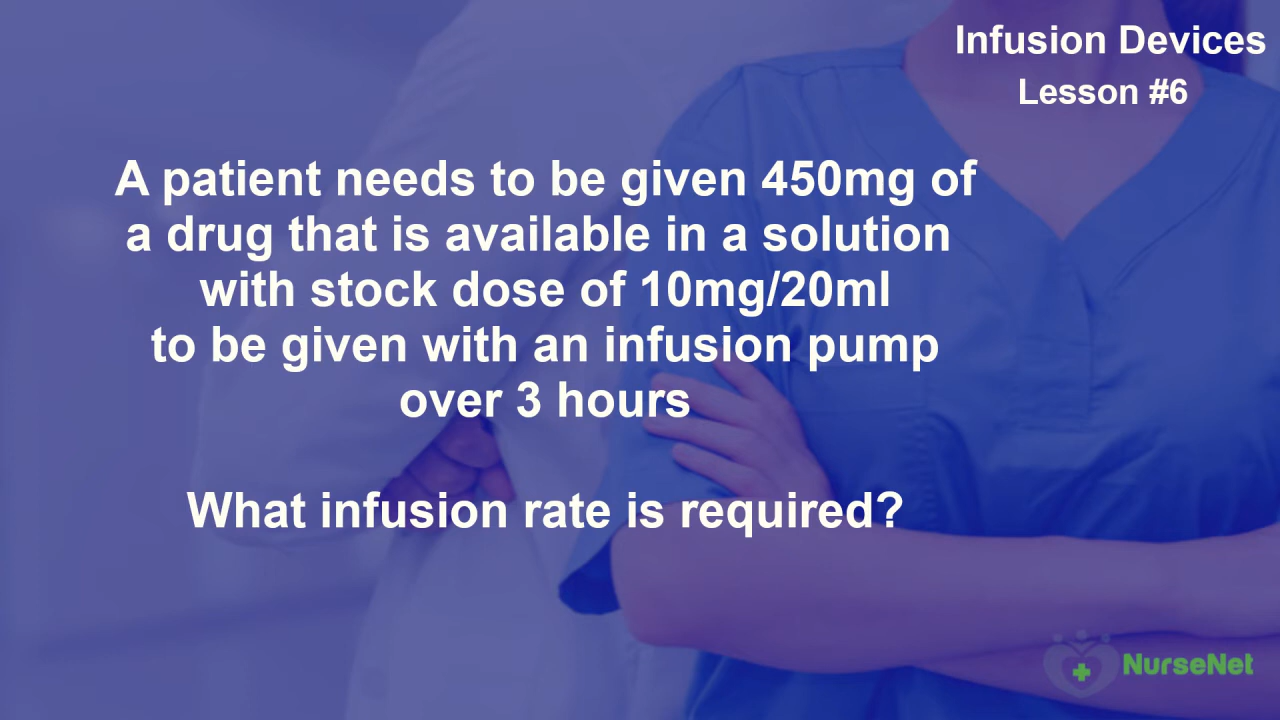 Infusion Devices
Lesson #6
A patient needs to be given 450mg of
a drug that is available in a solution
with stock dose of 10mg/20ml
to be given with an infusion pump
over 3 hours
What infusion rate is required?
NurseNet